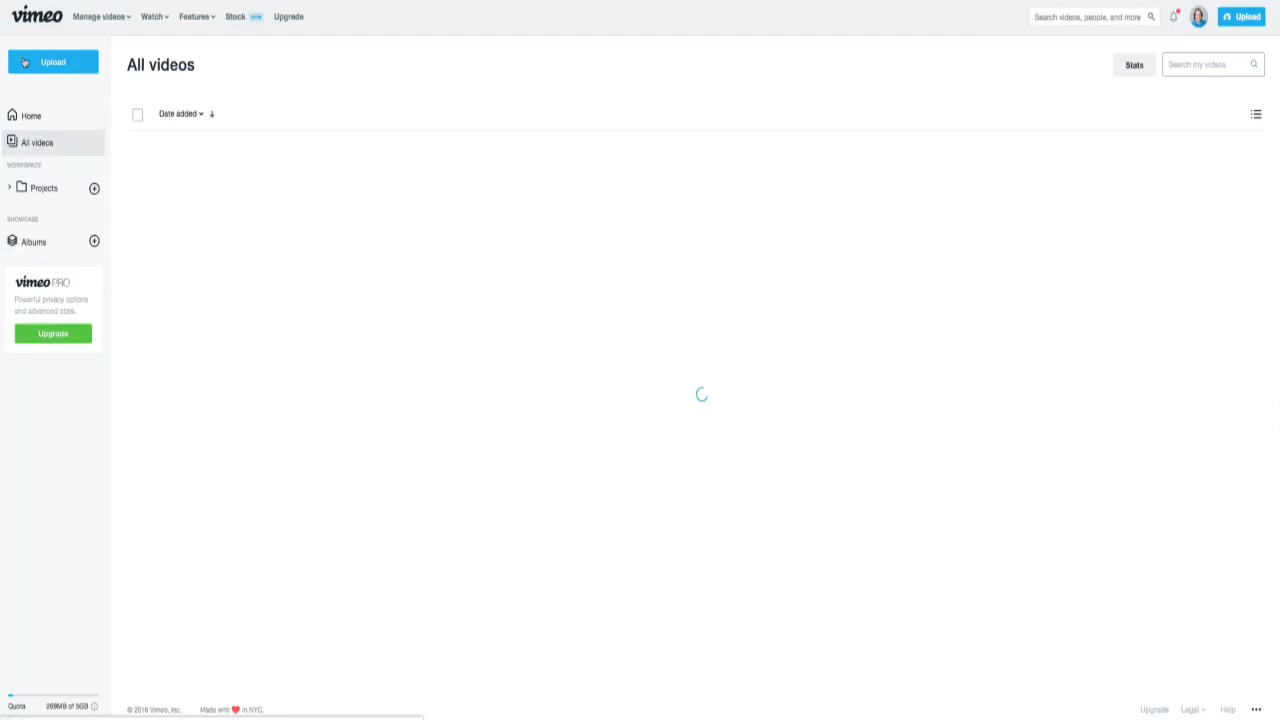 vimeo Manage videos Watch Features Stock NEW Upgrade Search videos, people, and more Upload
Upload
All videos
Stats
Search my videos
Date added
Home
All videos
WORKSPACE
Projects
SHOWCASE
Albums
vimeo PRO
Powerful privacy options
and advanced stats.
Upgrade
Quota 269MB of 5GB
© 2018 Vimeo, Inc. Made with ❤ in NYC.
Upgrade Legal Help